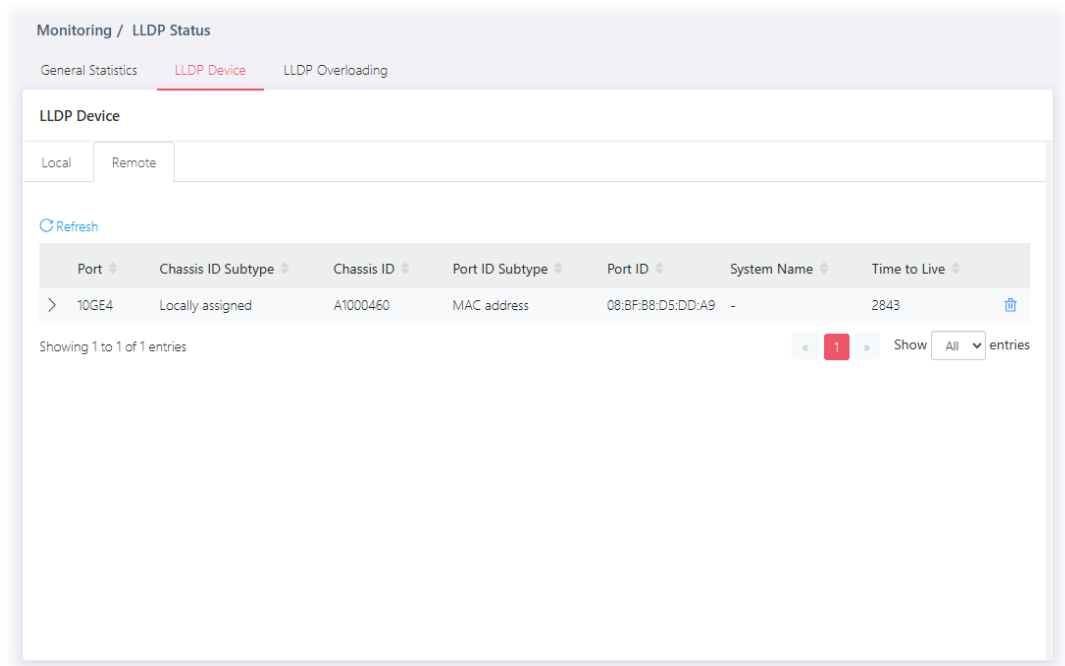 Monitoring / LLDP Status
General Statistics LLDP Device LLDP Overloading
LLDP Device
Local Remote
Refresh
Port Chassis ID Subtype Chassis ID Port ID Subtype Port ID System Name Time to Live
10GE4 Locally assigned A1000460 MAC address 08:BF:B8:D5:DD:A9 - 2843
Showing 1 to 1 of 1 entries « 1 » Show All entries